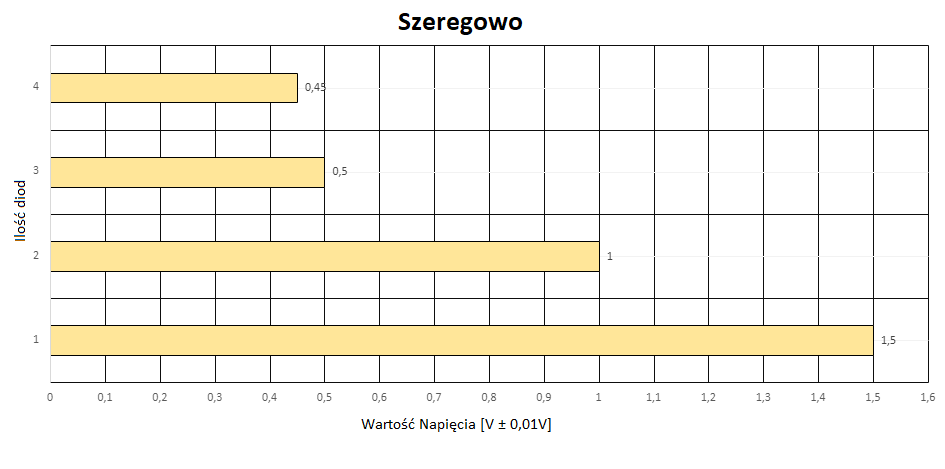 Szeregowo
4
0,45
3
0,5
2
1
1
1,5
Ilość diod
0 0,1 0,2 0,3 0,4 0,5 0,6 0,7 0,8 0,9 1 1,1 1,2 1,3 1,4 1,5 1,6
Wartość Napięcia [V ± 0,01V]